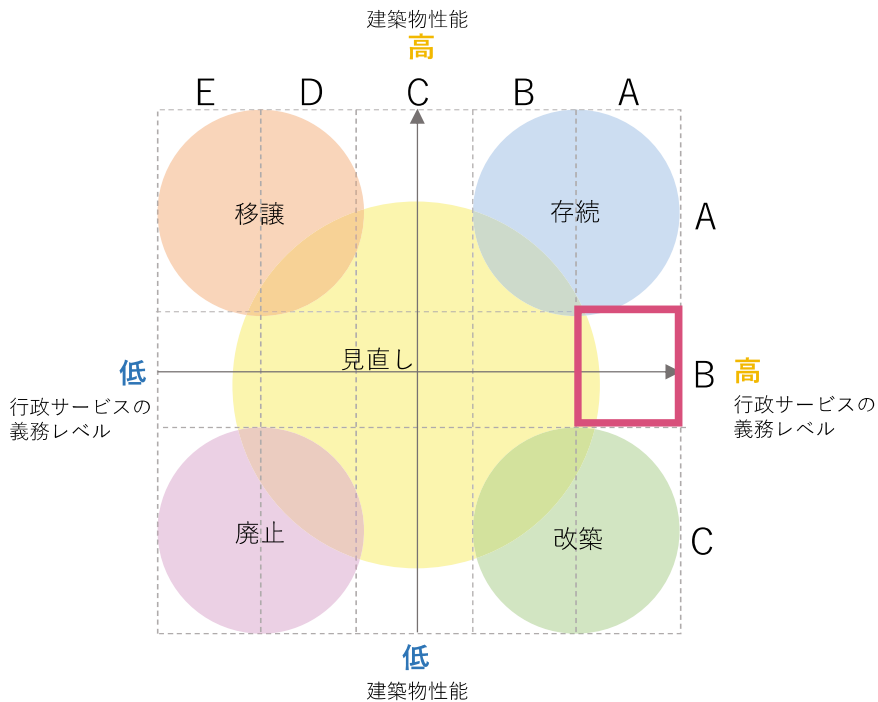 建築物性能
高
E D C B A
移譲
存続
A
見直し
低
行政サービスの
義務レベル
B
高
行政サービスの
義務レベル
廃止
改築
C
低
建築物性能